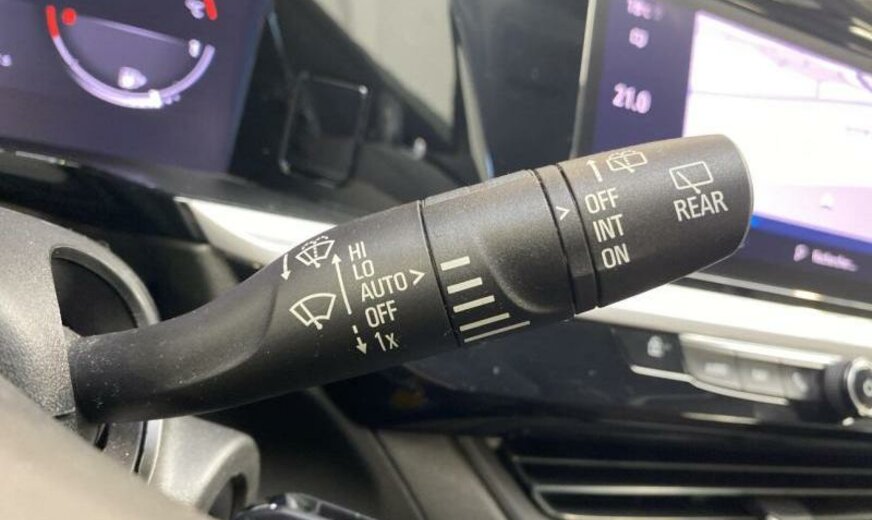 HI
LO
AUTO
OFF
1x
OFF
INT
ON
REAR
21.0